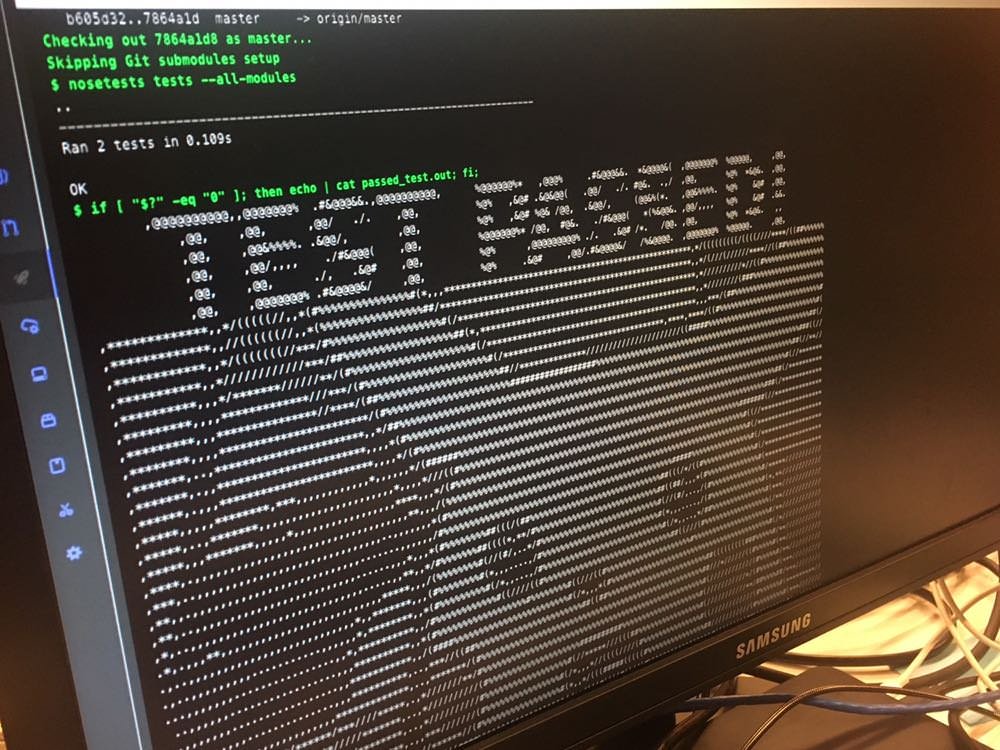 b605d32..7864a1d  master     -> origin/master
Checking out 7864a1d8 as master...
Skipping Git submodules setup
$ nosetests tests --all-modules
..
----------------------------------------------------------------------
Ran 2 tests in 0.109s
OK
$ if [ "$?" -eq "0" ]; then echo | cat passed_test.out; fi;
TEST PASSED!
SAMSUNG